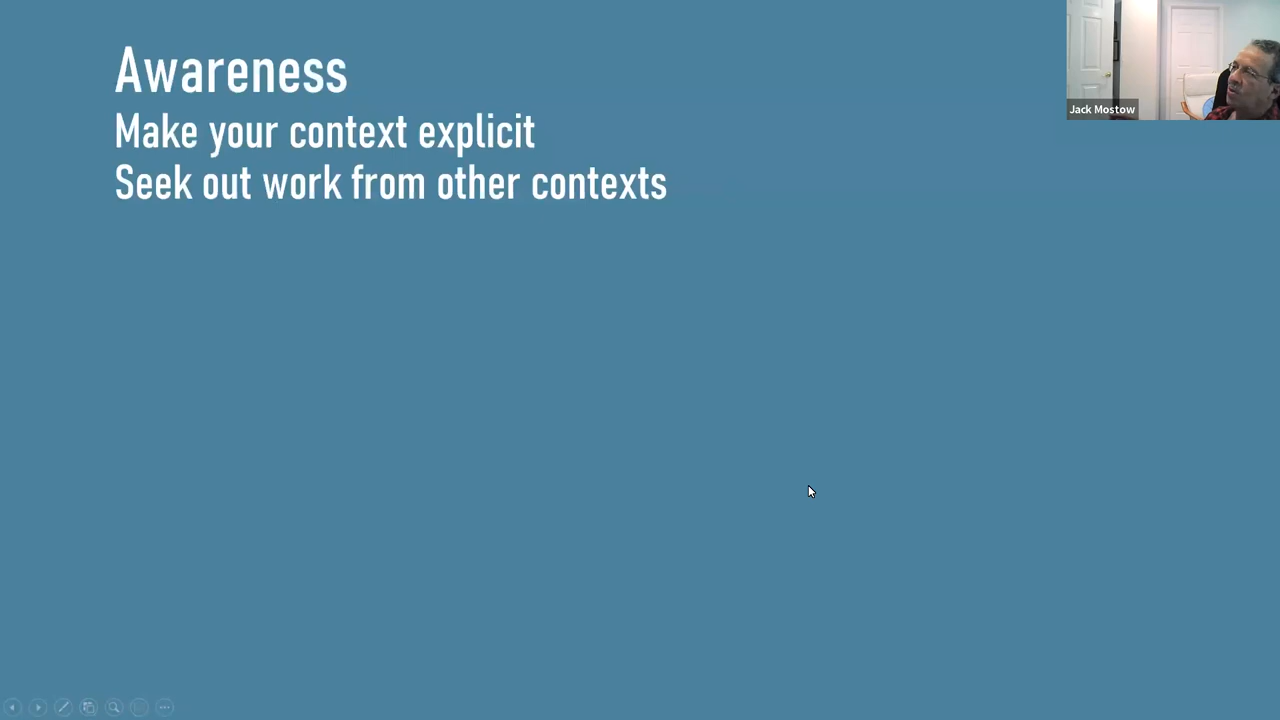 Awareness
Make your context explicit
Seek out work from other contexts
Jack Mostow